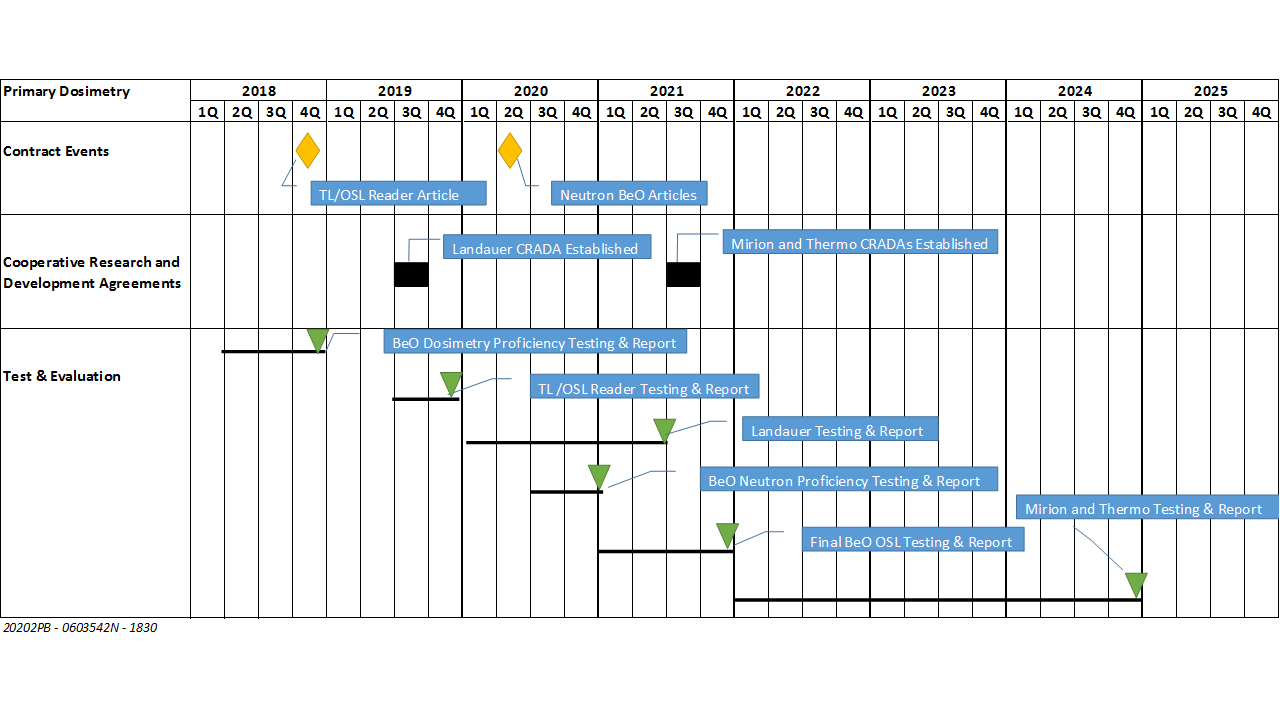 Primary Dosimetry 2018 2019 2020 2021 2022 2023 2024 2025
1Q 2Q 3Q 4Q 1Q 2Q 3Q 4Q 1Q 2Q 3Q 4Q 1Q 2Q 3Q 4Q 1Q 2Q 3Q 4Q 1Q 2Q 3Q 4Q 1Q 2Q 3Q 4Q 1Q 2Q 3Q 4Q
Contract Events
TL/OSL Reader Article
Neutron BeO Articles
Cooperative Research and
Development Agreements
Landauer CRADA Established
Mirion and Thermo CRADAs Established
Test & Evaluation
BeO Dosimetry Proficiency Testing & Report
TL /OSL Reader Testing & Report
Landauer Testing & Report
BeO Neutron Proficiency Testing & Report
Mirion and Thermo Testing & Report
Final BeO OSL Testing & Report
20202PB - 0603542N - 1830